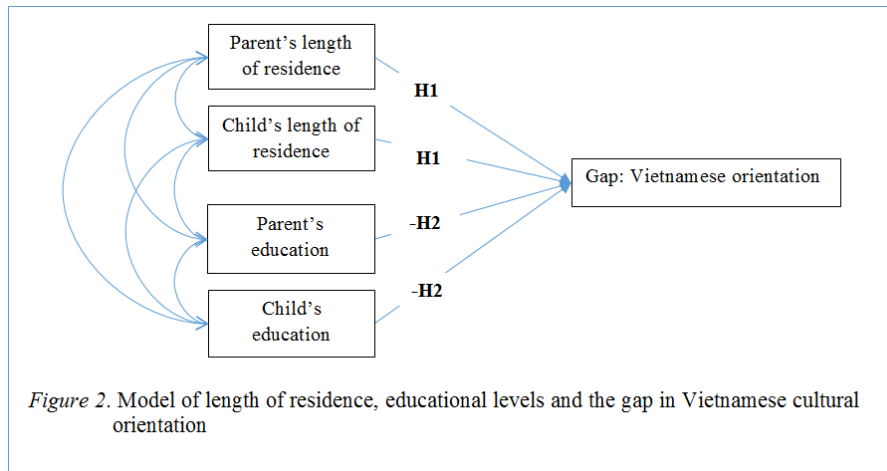 Parent's length
of residence
H1
Child's length of
residence
H1
Gap: Vietnamese orientation
Parent's
education
-H2
Child's
education
-H2
Figure 2. Model of length of residence, educational levels and the gap in Vietnamese cultural
orientation